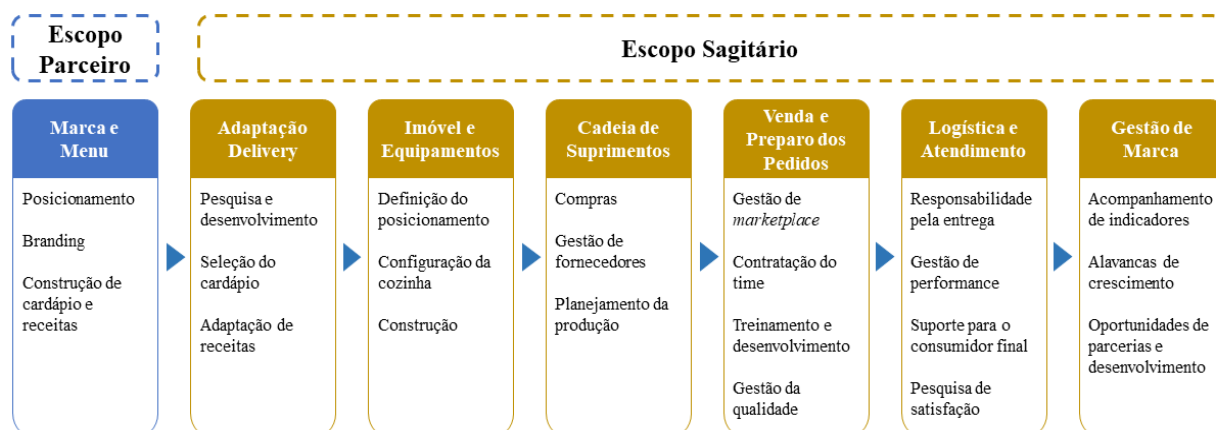 Escopo
Parceiro
Escopo Sagitário
Marca e
Menu
Posicionamento
Branding
Construção de
cardápio e
receitas
Adaptação
Delivery
Pesquisa e
desenvolvimento
Seleção do
cardápio
Adaptação de
receitas
Imóvel e
Equipamentos
Definição do
posicionamento
Configuração da
cozinha
Construção
Cadeia de
Suprimentos
Compras
Gestão de
fornecedores
Planejamento da
produção
Venda e
Preparo dos
Pedidos
Gestão de
marketplace
Contratação do
time
Treinamento e
desenvolvimento
Gestão da
qualidade
Logística e
Atendimento
Responsabilidade
pela entrega
Gestão de
performance
Suporte para o
consumidor final
Pesquisa de
satisfação
Gestão de
Marca
Acompanhamento
de indicadores
Alavancas de
crescimento
Oportunidades de
parcerias e
desenvolvimento